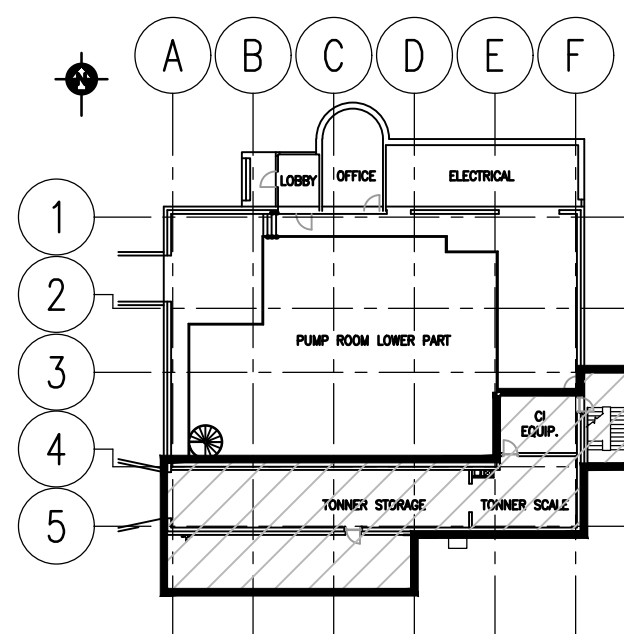 A B C D E F
N
LOBBY OFFICE ELECTRICAL
1
2
PUMP ROOM LOWER PART
3
CI
EQUIP.
4
TONNER STORAGE TONNER SCALE
5